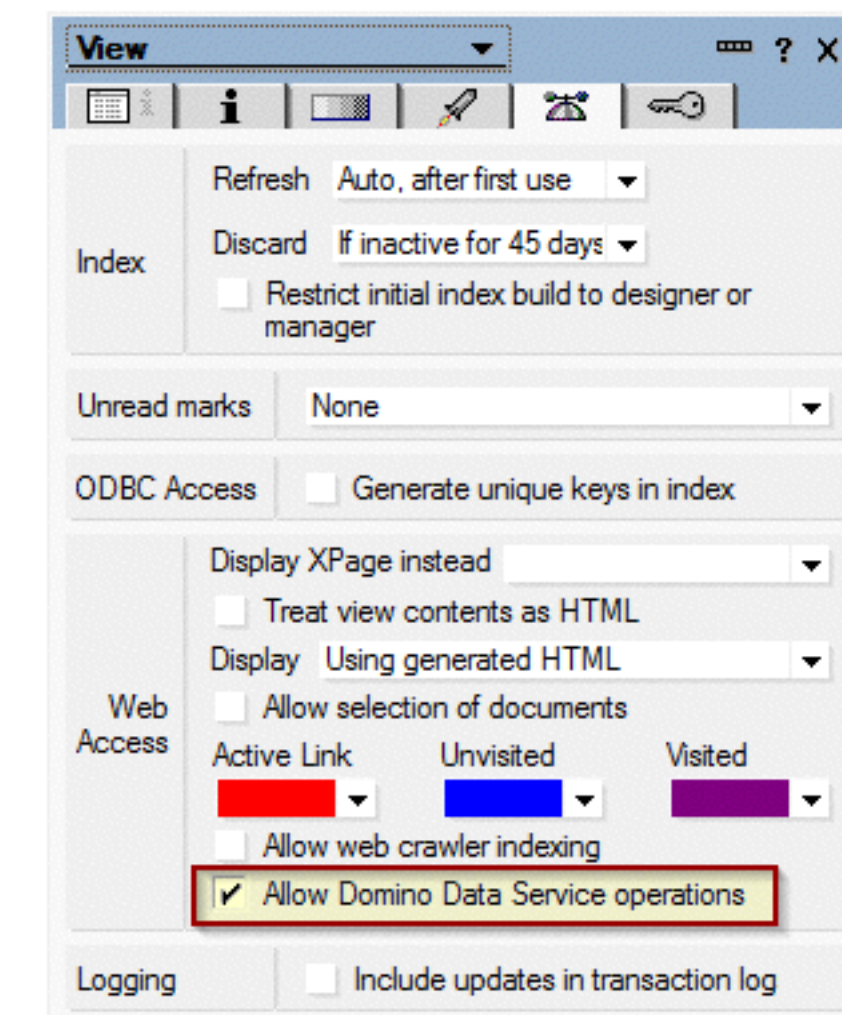 View
? X
i
Refresh Auto, after first use
Index
Discard If inactive for 45 days
Restrict initial index build to designer or
manager
Unread marks None
ODBC Access Generate unique keys in index
Display XPage instead
Treat view contents as HTML
Display Using generated HTML
Web
Access
Allow selection of documents
Active Link Unvisited Visited
Allow web crawler indexing
Allow Domino Data Service operations
Logging Include updates in transaction log